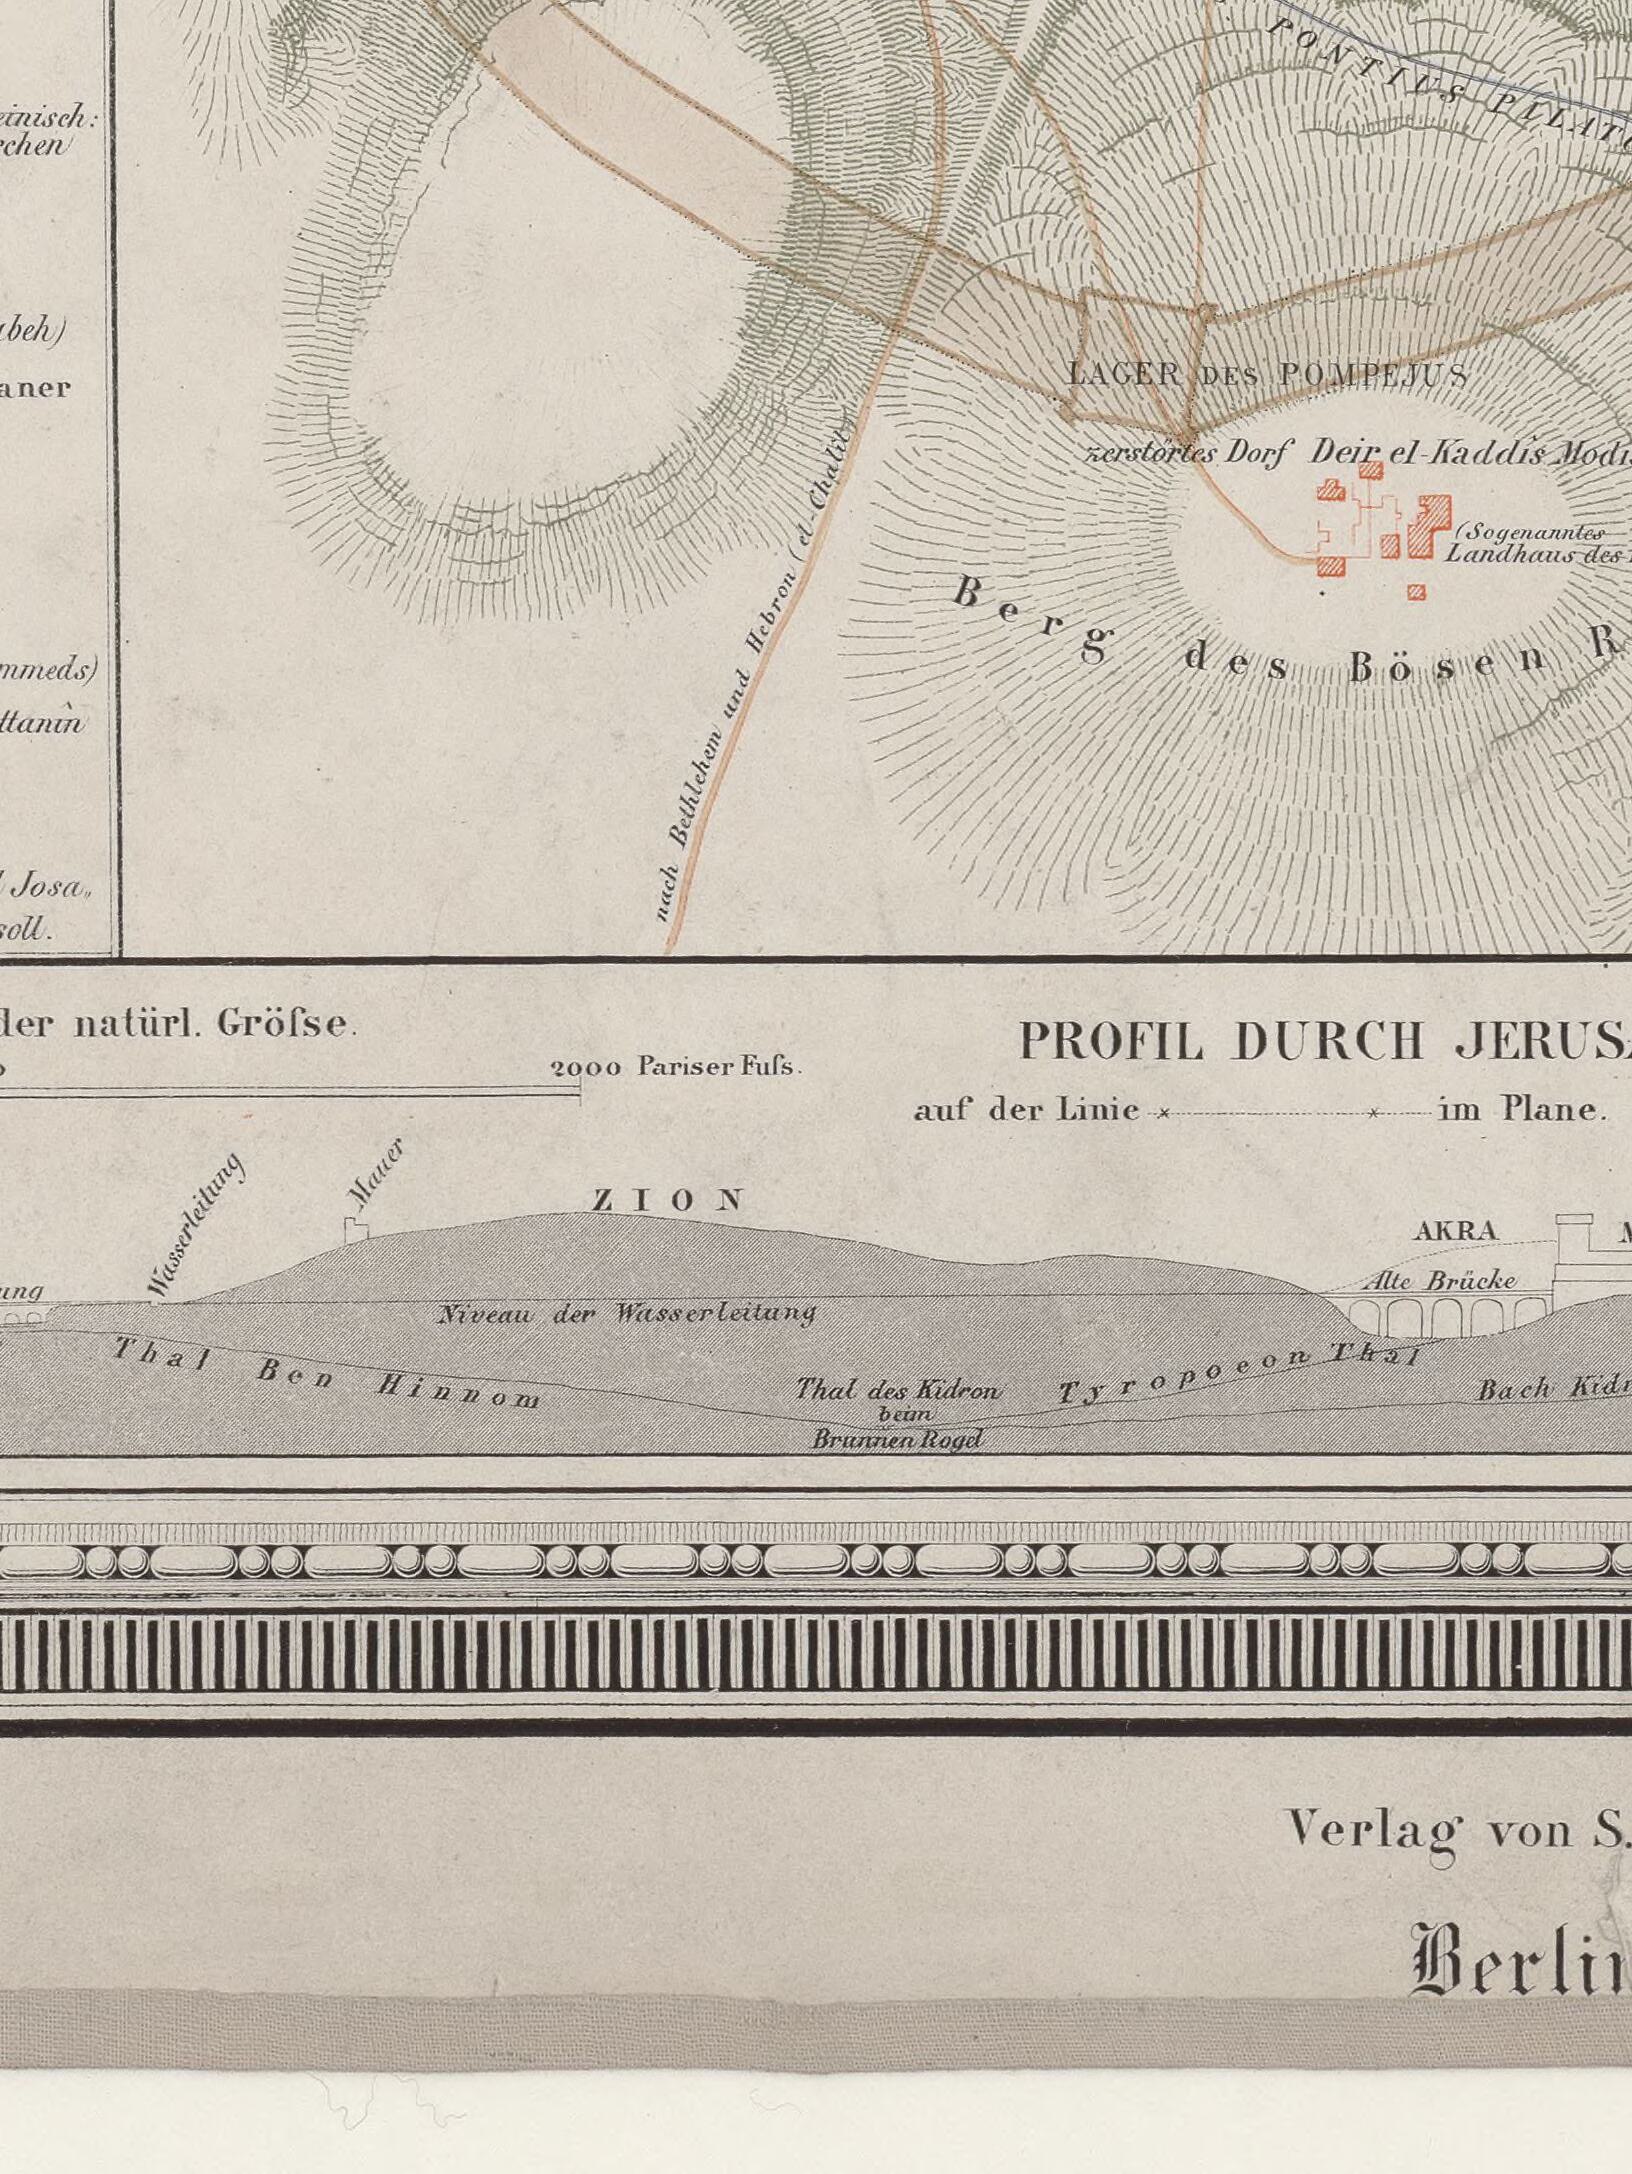 PONTIUS PILAT
einisch:
rchen
beh)
aner
LAGER DES POMPEJUS
zerstörtes Dorf Deir el-Kaddis Modis
(Sogenanntes
Landhaus des
Berg des Bösen R
nach Bethlehem und Hebron (el-Chalil)
mmeds)
ttanîn
Josa„
soll.
der natürl. Gröſse.
2000 Pariser Fuſs.
PROFIL DURCH JERUSA
auf der Linie im Plane.
Wasserleitung
Mauer
ZION
AKRA
ung
Alte Brücke
Niveau der Wasserleitung
Thal Ben Hinnom
Tyropoeon Thal
Thal des Kidron
beim
Brunnen Rogel
Bach Kidr
Verlag von S.
Berlin